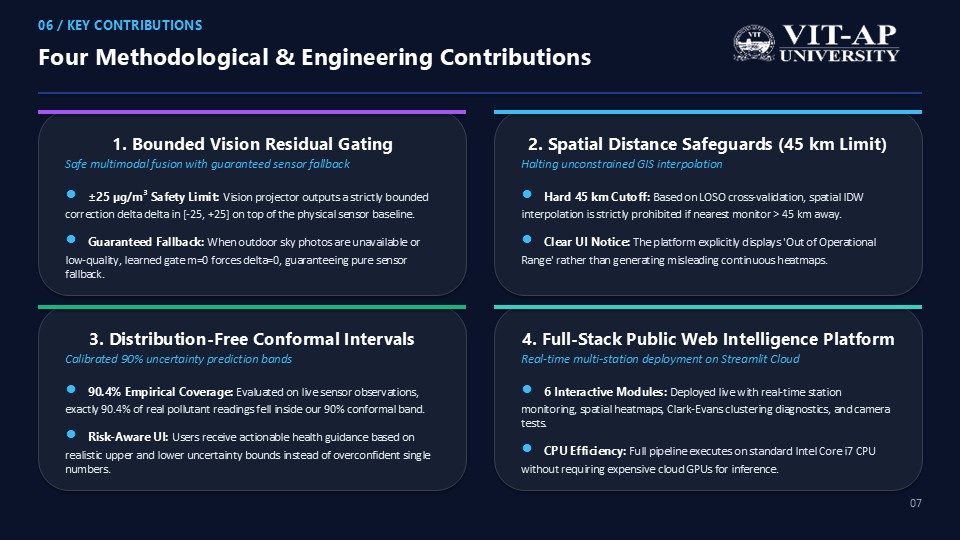 06 / KEY CONTRIBUTIONS
Four Methodological & Engineering Contributions
VIT
VIT-AP
UNIVERSITY
1. Bounded Vision Residual Gating
Safe multimodal fusion with guaranteed sensor fallback
● ±25 µg/m³ Safety Limit: Vision projector outputs a strictly bounded
correction delta delta in [-25, +25] on top of the physical sensor baseline.
● Guaranteed Fallback: When outdoor sky photos are unavailable or
low-quality, learned gate m=0 forces delta=0, guaranteeing pure sensor
fallback.
2. Spatial Distance Safeguards (45 km Limit)
Halting unconstrained GIS interpolation
● Hard 45 km Cutoff: Based on LOSO cross-validation, spatial IDW
interpolation is strictly prohibited if nearest monitor > 45 km away.
● Clear UI Notice: The platform explicitly displays 'Out of Operational
Range' rather than generating misleading continuous heatmaps.
3. Distribution-Free Conformal Intervals
Calibrated 90% uncertainty prediction bands
● 90.4% Empirical Coverage: Evaluated on live sensor observations,
exactly 90.4% of real pollutant readings fell inside our 90% conformal band.
● Risk-Aware UI: Users receive actionable health guidance based on
realistic upper and lower uncertainty bounds instead of overconfident single
numbers.
4. Full-Stack Public Web Intelligence Platform
Real-time multi-station deployment on Streamlit Cloud
● 6 Interactive Modules: Deployed live with real-time station
monitoring, spatial heatmaps, Clark-Evans clustering diagnostics, and camera
tests.
● CPU Efficiency: Full pipeline executes on standard Intel Core i7 CPU
without requiring expensive cloud GPUs for inference.
07